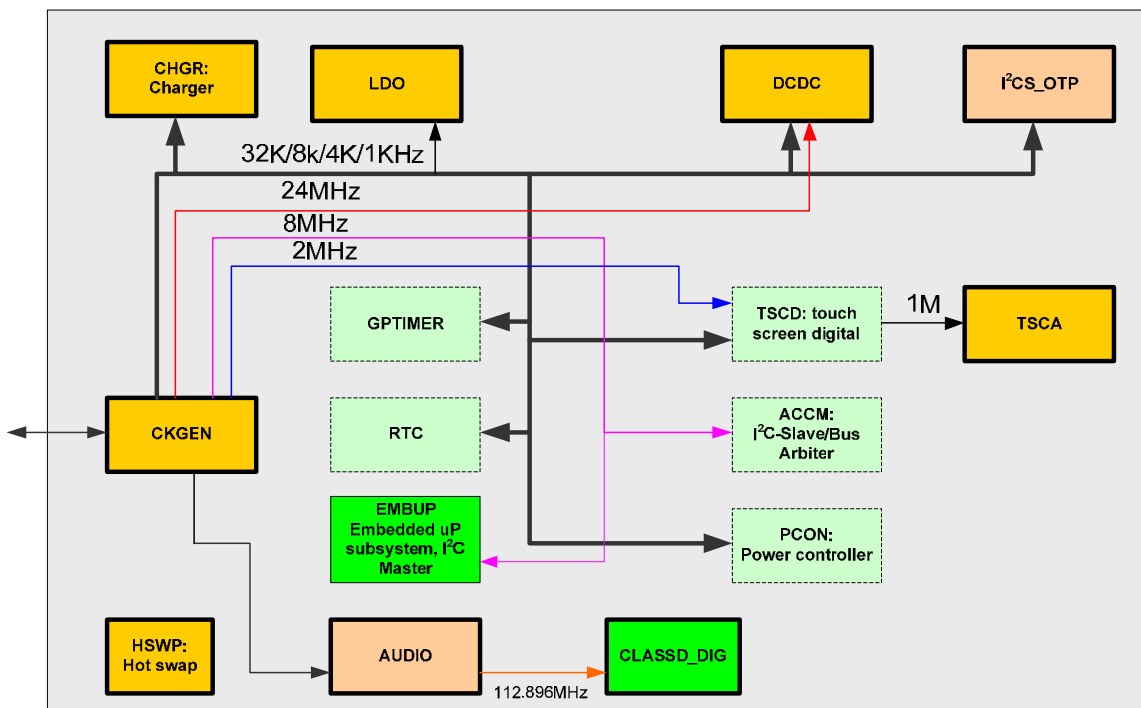 CHGR:
Charger
LDO
DCDC
I²CS_OTP
32K/8k/4K/1KHz
24MHz
8MHz
2MHz
GPTIMER
TSCD: touch
screen digital
1M
TSCA
CKGEN
RTC
ACCM:
I²C-Slave/Bus
Arbiter
EMBUP
Embedded uP
subsystem, I²C
Master
PCON:
Power controller
HSWP:
Hot swap
AUDIO
112.896MHz
CLASSD_DIG